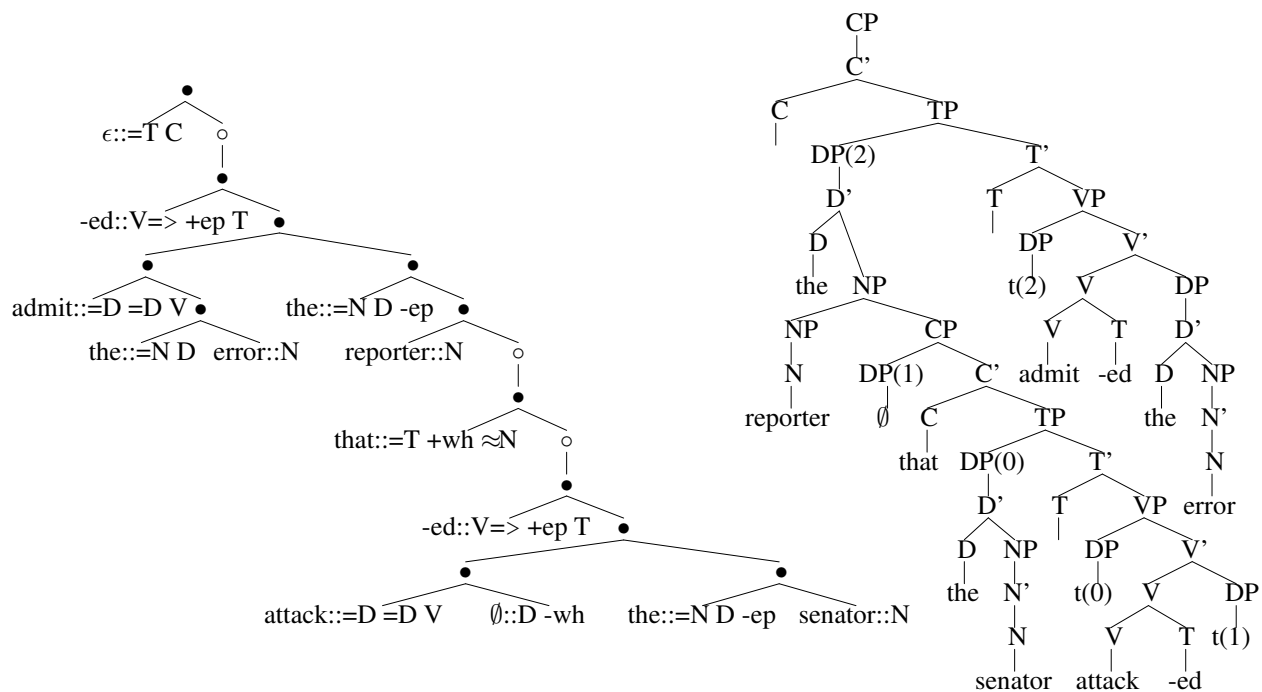 CP
C'
C TP
DP(2) T'
D' T VP
D DP V'
the NP t(2) V DP
NP CP V T D'
N DP(1) C' admit -ed D NP
reporter ∅ C TP the N'
that DP(0) T' N
D' T VP error
D NP DP V'
the N' t(0) V DP
N V T t(1)
senator attack -ed
ϵ::=T C
-ed::V=> +ep T
admit::=D =D V the::=N D -ep
the::=N D error::N reporter::N
that::=T +wh ≈N
-ed::V=> +ep T
attack::=D =D V ∅::D -wh the::=N D -ep senator::N